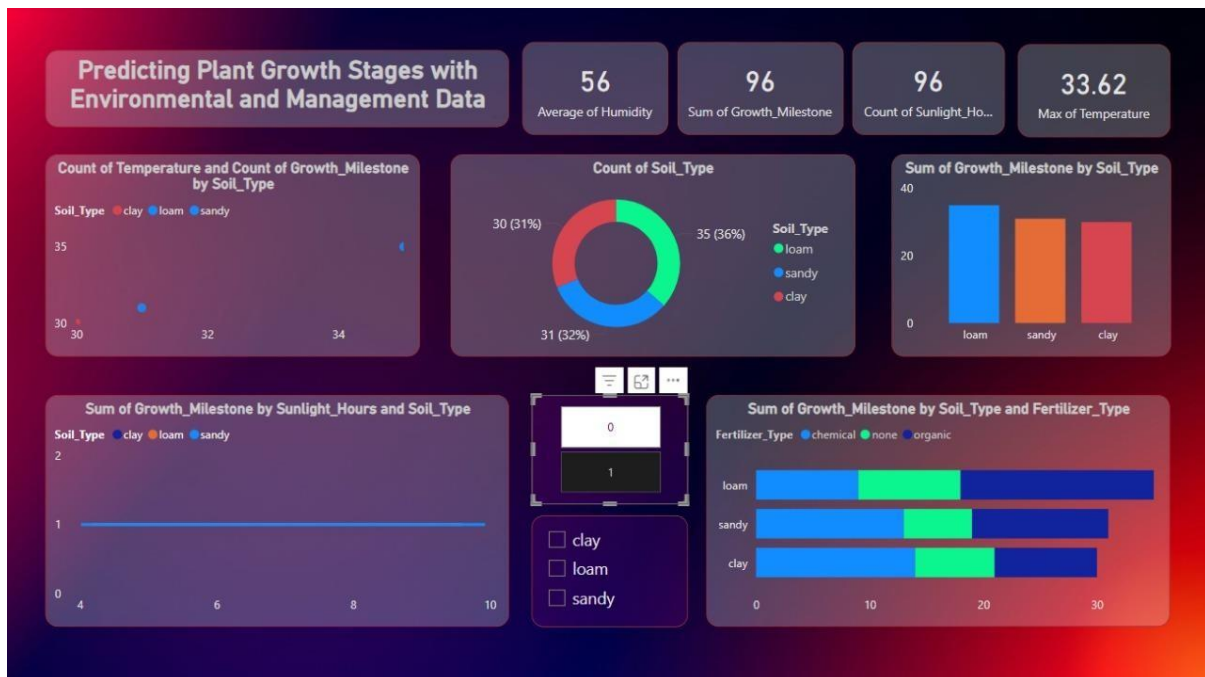 Predicting Plant Growth Stages with
Environmental and Management Data
56
Average of Humidity
96
Sum of Growth_Milestone
96
Count of Sunlight_Ho...
33.62
Max of Temperature
Count of Temperature and Count of Growth_Milestone
by Soil_Type
Soil_Type clay loam sandy
35
30
30 32 34
Count of Soil_Type
30 (31%)
35 (36%)
31 (32%)
Soil_Type
loam
sandy
clay
Sum of Growth_Milestone by Soil_Type
40
20
0
loam sandy clay
Sum of Growth_Milestone by Sunlight_Hours and Soil_Type
Soil_Type clay loam sandy
2
1
0
4 6 8 10
0
1
clay
loam
sandy
Sum of Growth_Milestone by Soil_Type and Fertilizer_Type
Fertilizer_Type chemical none organic
loam
sandy
clay
0 10 20 30